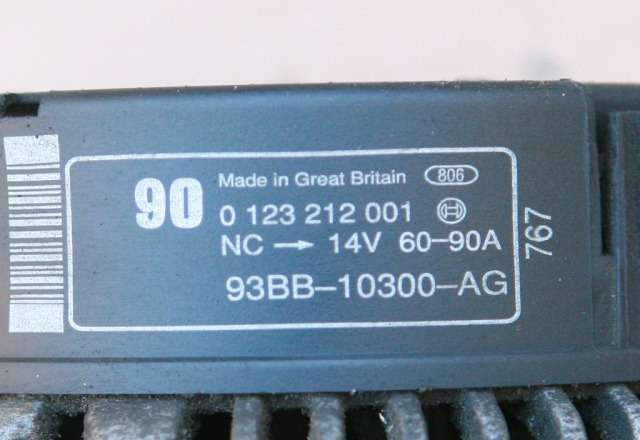 90
Made in Great Britain 806
0 123 212 001
NC → 14V 60-90A
93BB-10300-AG
767